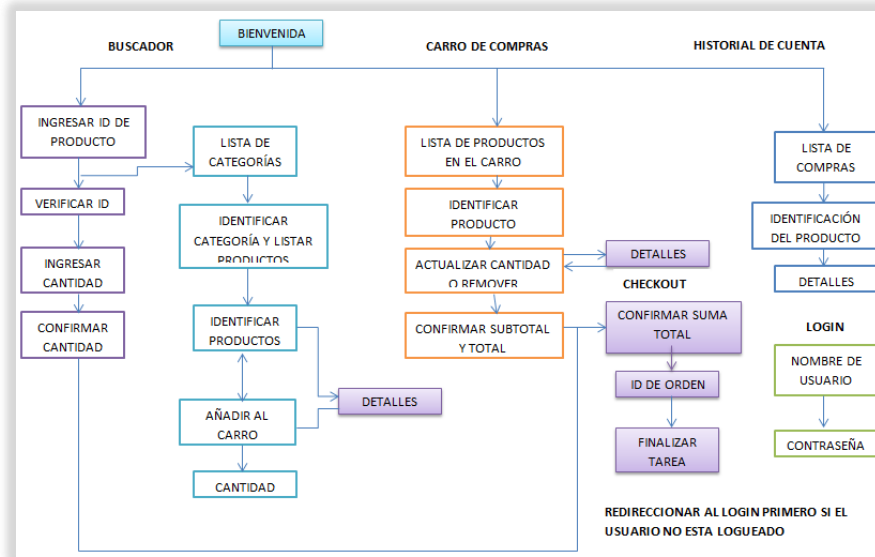 BIENVENIDA
BUSCADOR
CARRO DE COMPRAS
HISTORIAL DE CUENTA
INGRESAR ID DE
PRODUCTO
VERIFICAR ID
INGRESAR
CANTIDAD
CONFIRMAR
CANTIDAD
LISTA DE
CATEGORÍAS
IDENTIFICAR
CATEGORÍA Y LISTAR
PRODUCTOS
IDENTIFICAR
PRODUCTOS
AÑADIR AL
CARRO
CANTIDAD
DETALLES
LISTA DE PRODUCTOS
EN EL CARRO
IDENTIFICAR
PRODUCTO
ACTUALIZAR CANTIDAD
O REMOVER
CONFIRMAR SUBTOTAL
Y TOTAL
DETALLES
CHECKOUT
CONFIRMAR SUMA
TOTAL
ID DE ORDEN
FINALIZAR
TAREA
LISTA DE
COMPRAS
IDENTIFICACIÓN
DEL PRODUCTO
DETALLES
LOGIN
NOMBRE DE
USUARIO
CONTRASEÑA
REDIRECCIONAR AL LOGIN PRIMERO SI EL
USUARIO NO ESTA LOGUEADO